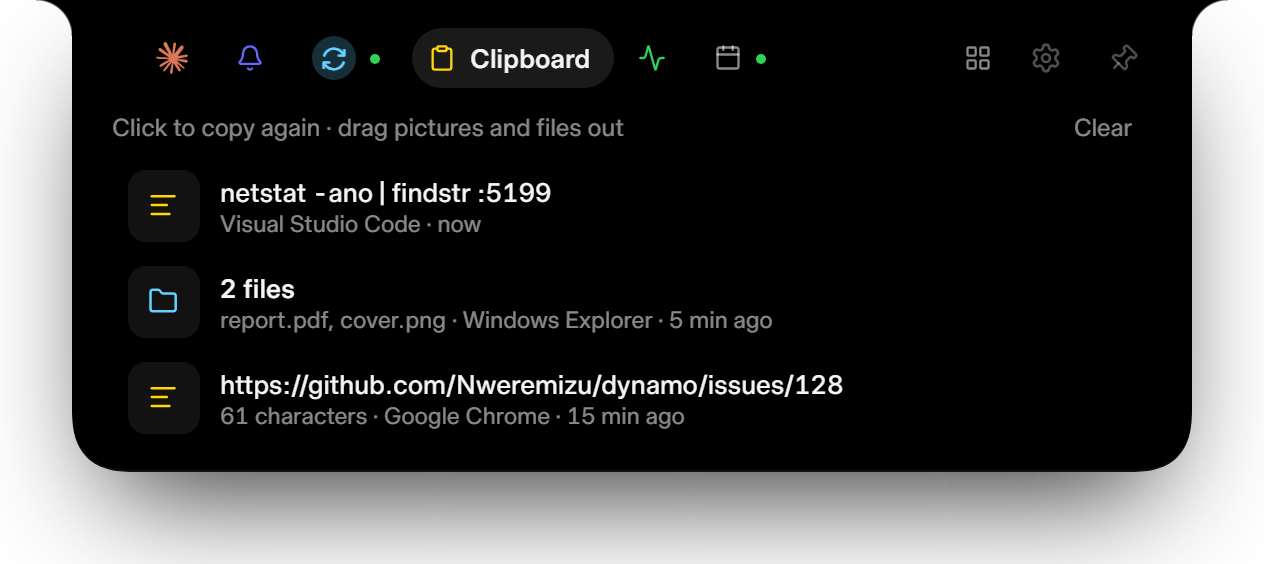 Clipboard
Click to copy again · drag pictures and files out
Clear
netstat -ano | findstr :5199
Visual Studio Code · now
2 files
report.pdf, cover.png · Windows Explorer · 5 min ago
https://github.com/Nweremizu/dynamo/issues/128
61 characters · Google Chrome · 15 min ago